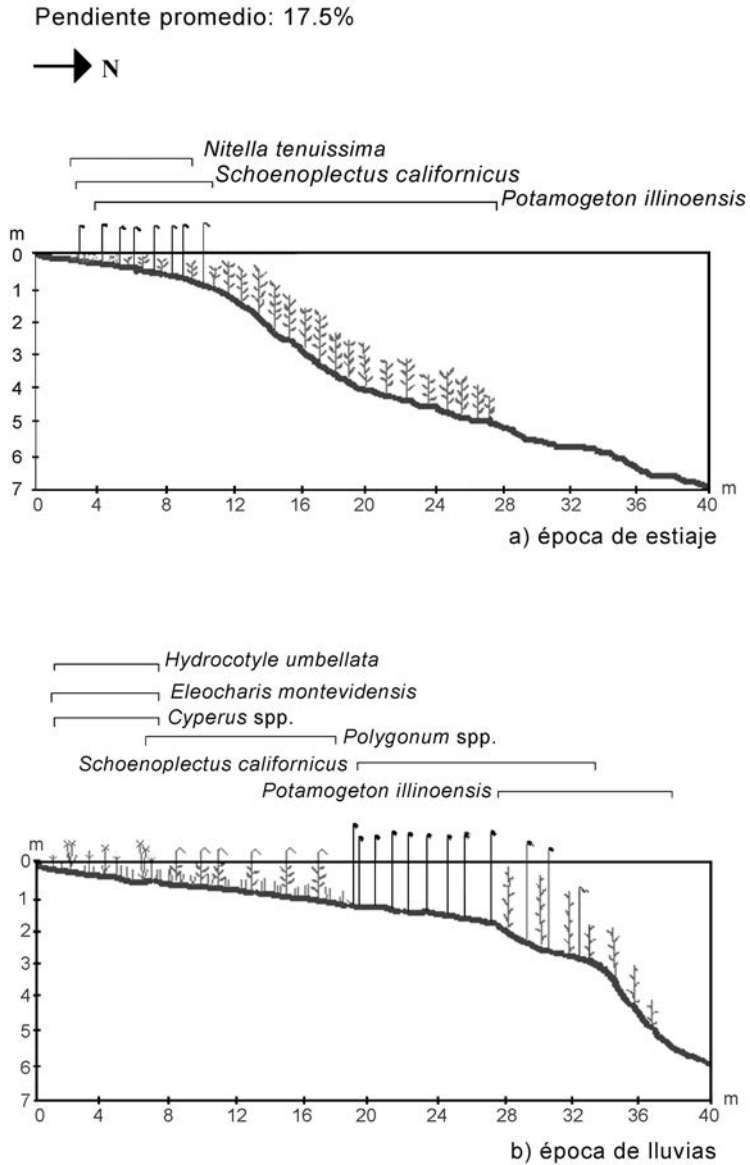 Pendiente promedio: 17.5%
N
Nitella tenuissima
Schoenoplectus californicus
Potamogeton illinoensis
m
0
1
2
3
4
5
6
7
0 4 8 12 16 20 24 28 32 36 40 m
a) época de estiaje
Hydrocotyle umbellata
Eleocharis montevidensis
Cyperus spp.
Polygonum spp.
Schoenoplectus californicus
Potamogeton illinoensis
m
0
1
2
3
4
5
6
7
0 4 8 12 16 20 24 28 32 36 40 m
b) época de lluvias